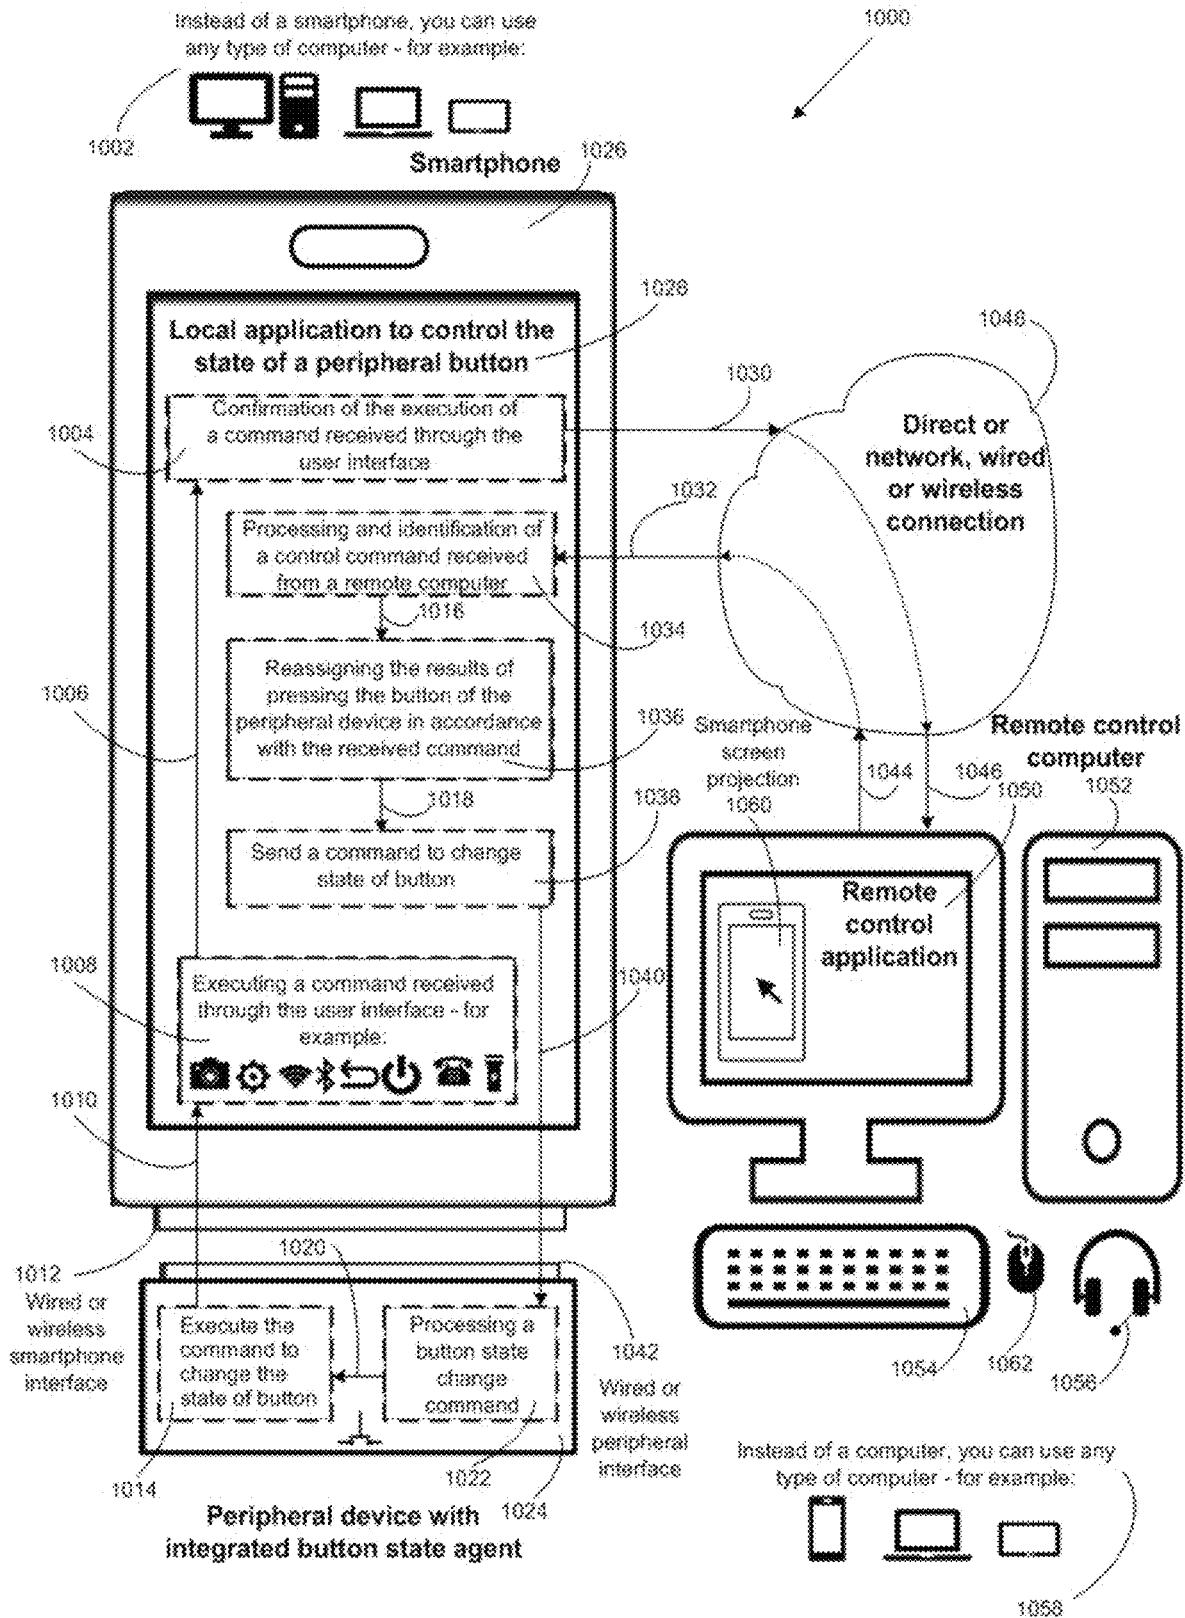 Instead of a smartphone, you can use
any type of computer - for example:
1000
1002
Smartphone
1026
1028
Local application to control the
state of a peripheral button
1048
1030
Confirmation of the execution of
a command received through the
user interface
1004
Direct or
network, wired
or wireless
connection
1032
Processing and identification of
a control command received
from a remote computer
1016
1034
Reassigning the results of
pressing the button of the
peripheral device in accordance
with the received command
1006
1036
Smartphone
screen
projection
1060
Remote control
computer
1044
1046
1050
1052
1018
1038
Send a command to change
state of button
Remote
control
application
1008
1040
Executing a command received
through the user interface - for
example:
1010
1020
1012
Wired or
wireless
smartphone
interface
Execute the
command to
change the
state of button
Processing a
button state
change
command
1042
Wired or
wireless
peripheral
interface
1054
1062
1056
1014
1022
1024
Peripheral device with
integrated button state agent
Instead of a computer, you can use any
type of computer - for example:
1058